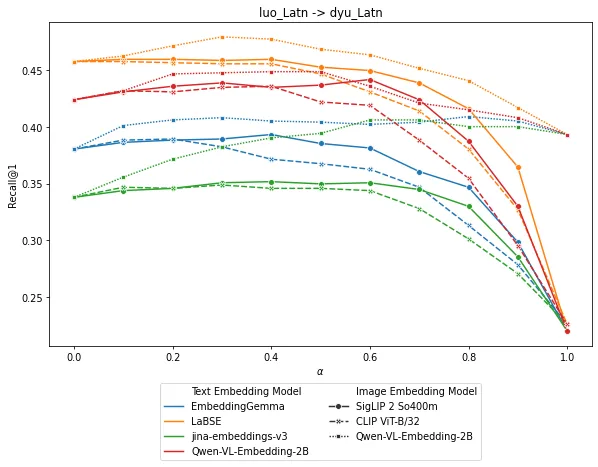 luo_Latn -> dyu_Latn
Recall@1
0.45
0.40
0.35
0.30
0.25
0.0 0.2 0.4 0.6 0.8 1.0
α
Text Embedding Model Image Embedding Model
EmbeddingGemma SigLIP 2 So400m
LaBSE CLIP ViT-B/32
jina-embeddings-v3 Qwen-VL-Embedding-2B
Qwen-VL-Embedding-2B